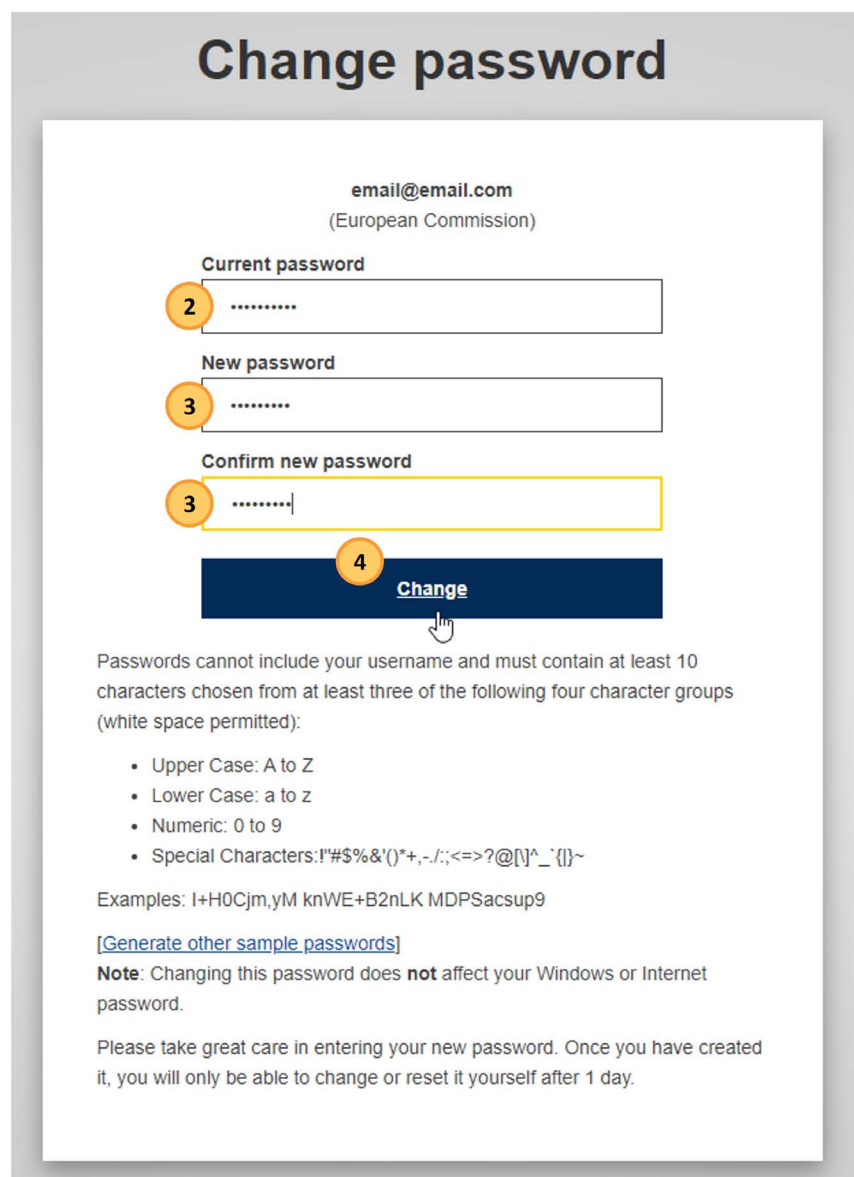 Change password
email@email.com
(European Commission)
Current password
2 ••••••••••
New password
3 •••••••••
Confirm new password
3 •••••••••
4
Change
Passwords cannot include your username and must contain at least 10
characters chosen from at least three of the following four character groups
(white space permitted):
• Upper Case: A to Z
• Lower Case: a to z
• Numeric: 0 to 9
• Special Characters:!"#$%&'()*+,-./:;<=>?@[\]^_`{|}~
Examples: I+H0Cjm,yM knWE+B2nLK MDPSacsup9
[Generate other sample passwords]
Note: Changing this password does not affect your Windows or Internet
password.
Please take great care in entering your new password. Once you have created
it, you will only be able to change or reset it yourself after 1 day.